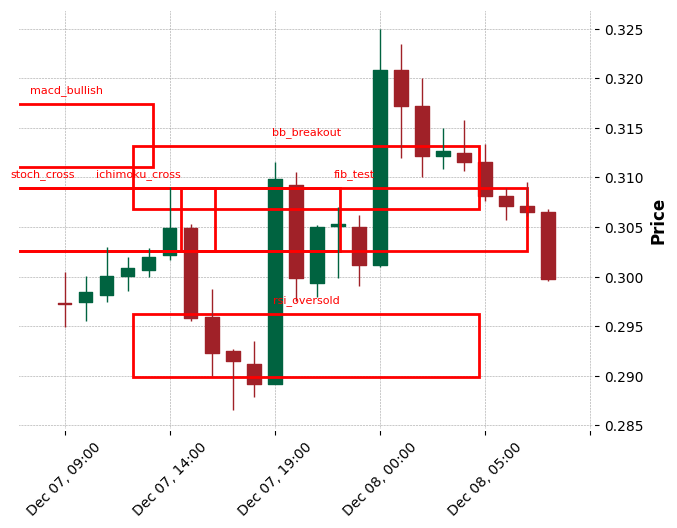 macd_bullish
bb_breakout
stoch_cross
ichimoku_cross
fib_test
rsi_oversold
0.325
0.320
0.315
0.310
0.305
0.300
0.295
0.290
0.285
Price
Dec 07, 09:00
Dec 07, 14:00
Dec 07, 19:00
Dec 08, 00:00
Dec 08, 05:00